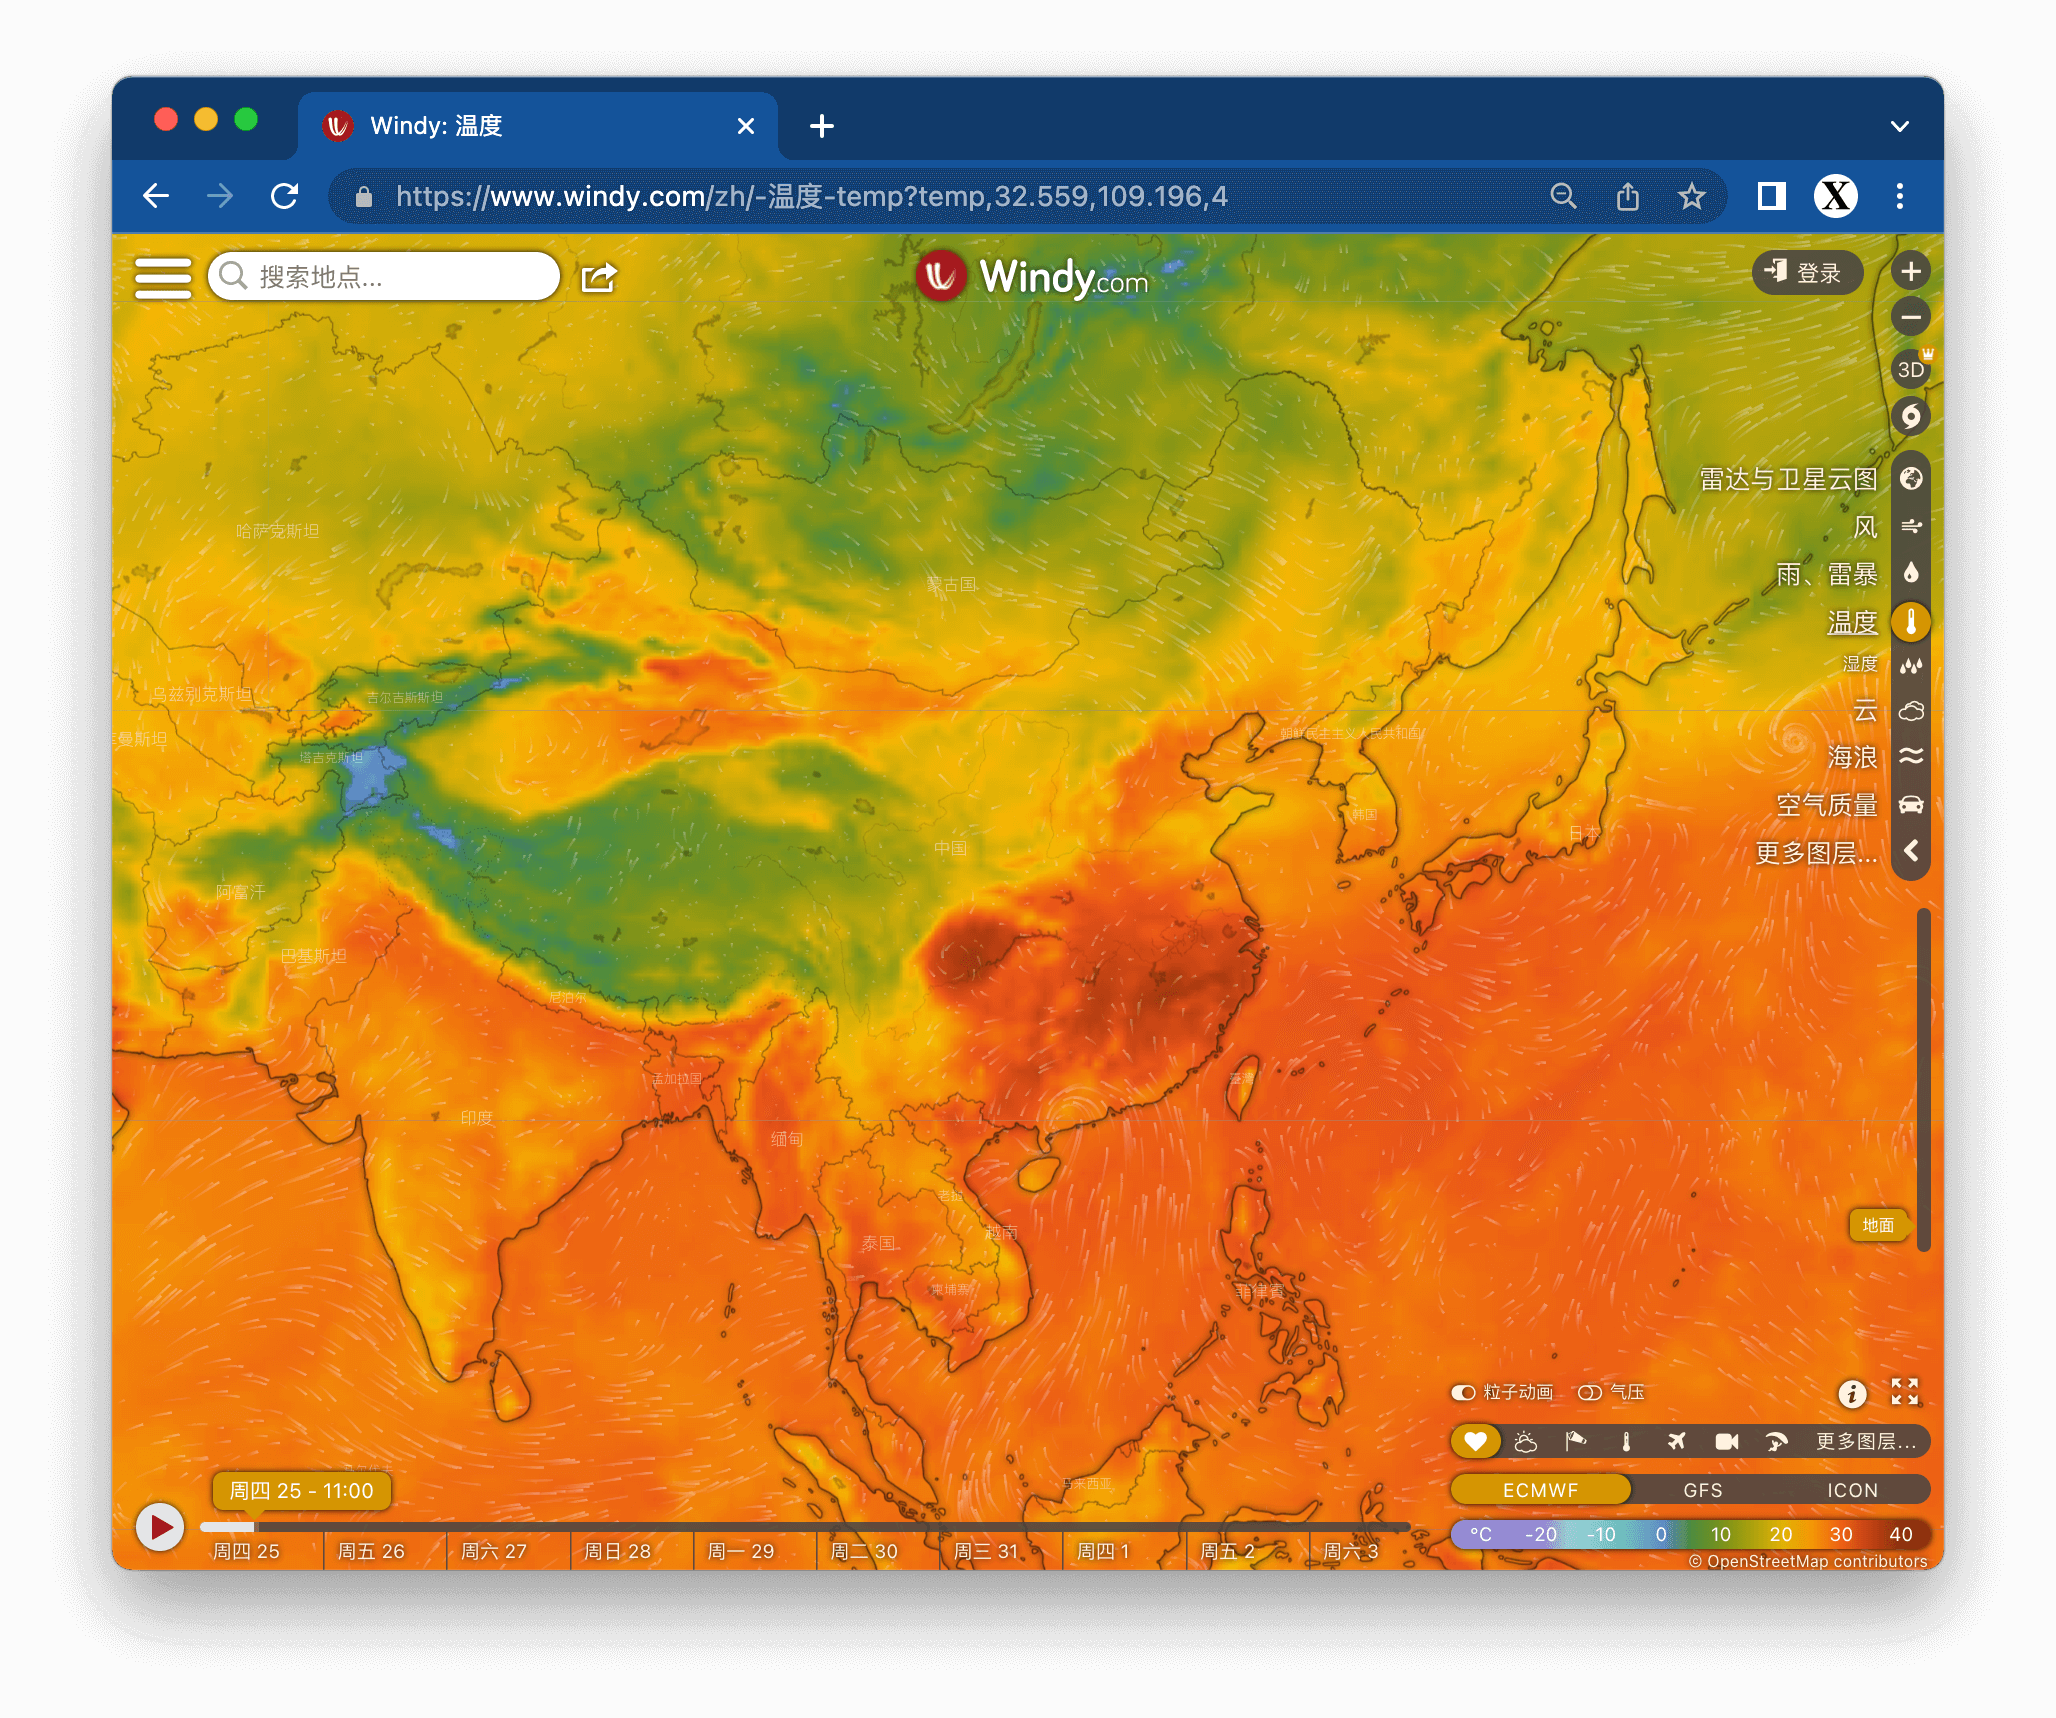 Windy: 温度
https://www.windy.com/zh/-温度-temp?temp,32.559,109.196,4
搜索地点...
Windy.com
登录
3D
雷达与卫星云图
风
雨、雷暴
温度
湿度
云
海浪
空气质量
更多图层...
哈萨克斯坦
蒙古国
乌兹别克斯坦
吉尔吉斯斯坦
曼斯坦
塔吉克斯坦
朝鲜民主主义人民共和国
韩国
日本
中国
阿富汗
巴基斯坦
尼泊尔
孟加拉国
臺灣
印度
缅甸
老挝
越南
泰国
柬埔寨
菲律賓
马来西亚
地面
粒子动画
气压
更多图层...
ECMWF GFS ICON
°C -20 -10 0 10 20 30 40
© OpenStreetMap contributors
周四 25 - 11:00
周四 25 周五 26 周六 27 周日 28 周一 29 周二 30 周三 31 周四 1 周五 2 周六 3